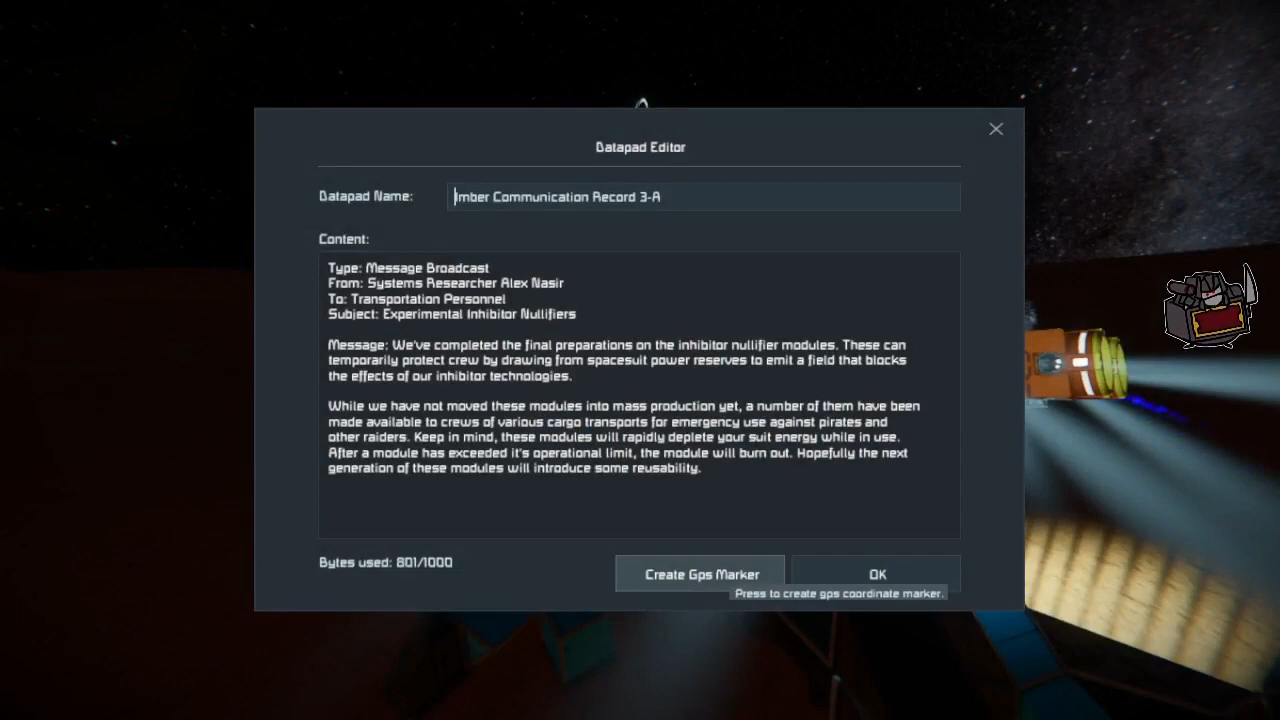 Datapad Editor
Datapad Name:
Imber Communication Record 3-A
Content:
Type: Message Broadcast
From: Systems Researcher Alex Nasir
To: Transportation Personnel
Subject: Experimental Inhibitor Nullifiers
Message: We've completed the final preparations on the inhibitor nullifier modules. These can
temporarily protect crew by drawing from spacesuit power reserves to emit a field that blocks
the effects of our inhibitor technologies.
While we have not moved these modules into mass production yet, a number of them have been
made available to crews of various cargo transports for emergency use against pirates and
other raiders. Keep in mind, these modules will rapidly deplete your suit energy while in use.
After a module has exceeded it's operational limit, the module will burn out. Hopefully the next
generation of these modules will introduce some reusability.
Bytes used: 801/1000
Create Gps Marker
OK
Press to create gps coordinate marker.